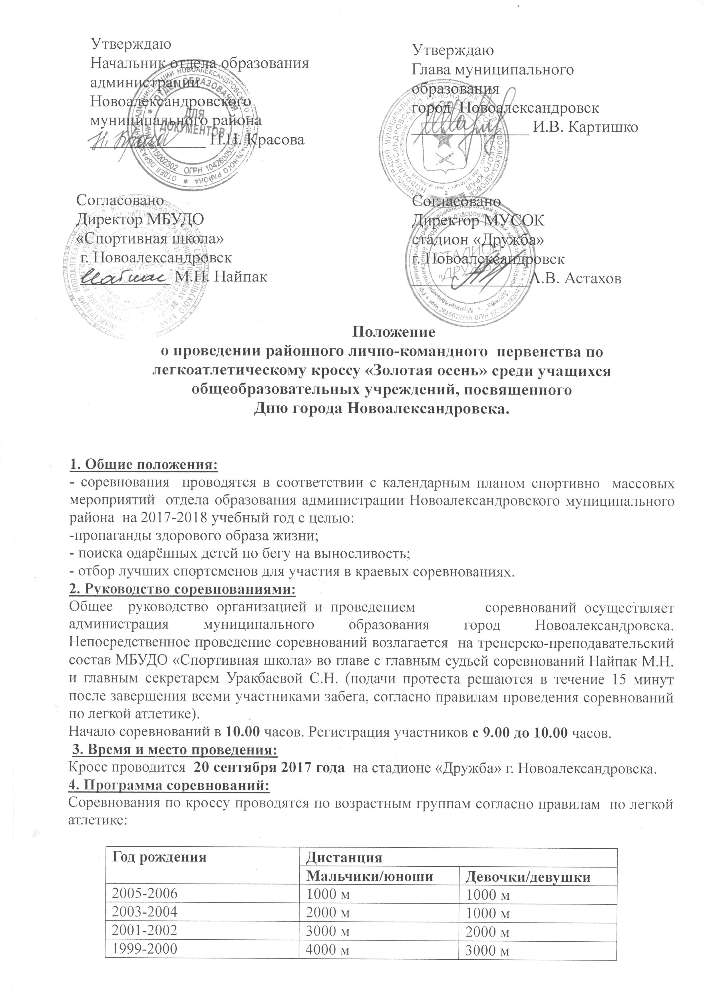 Утверждаю
Начальник отдела образования
администрации
Новоалександровского
муниципального района
Н.Н. Красова
Утверждаю
Глава муниципального
образования
город Новоалександровск
И.В. Картишко
ДЛЯ
ДОКУМЕНТОВ
Согласовано
Директор МБУДО
«Спортивная школа»
г. Новоалександровск
М.Н. Найпак
Согласовано
Директор МУСОК
стадион «Дружба»
г. Новоалександровск
А.В. Астахов
СТАДИОН
«ДРУЖБА»
Положение
о проведении районного лично-командного первенства по
легкоатлетическому кроссу «Золотая осень» среди учащихся
общеобразовательных учреждений, посвященного
Дню города Новоалександровска.
1. Общие положения:
- соревнования проводятся в соответствии с календарным планом спортивно массовых
мероприятий отдела образования администрации Новоалександровского муниципального
района на 2017-2018 учебный год с целью:
-пропаганды здорового образа жизни;
- поиска одарённых детей по бегу на выносливость;
- отбор лучших спортсменов для участия в краевых соревнованиях.
2. Руководство соревнованиями:
Общее руководство организацией и проведением соревнований осуществляет
администрация муниципального образования город Новоалександровска.
Непосредственное проведение соревнований возлагается на тренерско-преподавательский
состав МБУДО «Спортивная школа» во главе с главным судьей соревнований Найпак М.Н.
и главным секретарем Уракбаевой С.Н. (подачи протеста решаются в течение 15 минут
после завершения всеми участниками забега, согласно правилам проведения соревнований
по легкой атлетике).
Начало соревнований в 10.00 часов. Регистрация участников с 9.00 до 10.00 часов.
3. Время и место проведения:
Кросс проводится 20 сентября 2017 года на стадионе «Дружба» г. Новоалександровска.
4. Программа соревнований:
Соревнования по кроссу проводятся по возрастным группам согласно правилам по легкой
атлетике:
Год рождения Дистанция
Мальчики/юноши Девочки/девушки
2005-2006 1000 м 1000 м
2003-2004 2000 м 1000 м
2001-2002 3000 м 2000 м
1999-2000 4000 м 3000 м